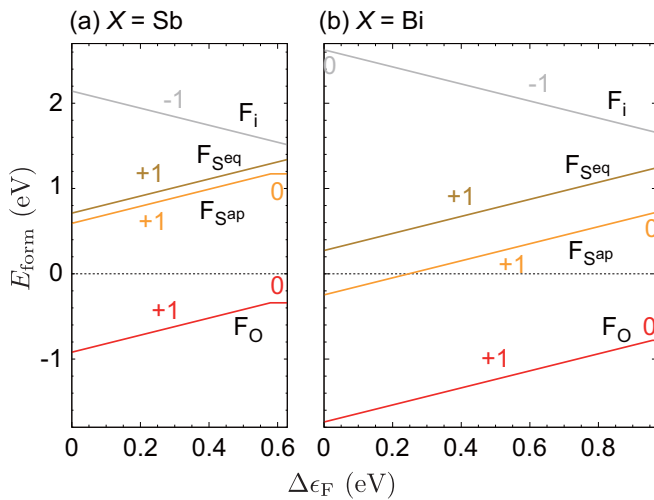 (a) X = Sb
(b) X = Bi
E_form (eV)
2
1
0
-1
-1
F_i
F_S^eq
+1
F_S^ap
+1
0
0
+1
F_O
0
-1
F_i
F_S^eq
+1
F_S^ap
+1
0
0
F_O
+1
0 0.2 0.4 0.6
0 0.2 0.4 0.6 0.8
Δϵ_F (eV)